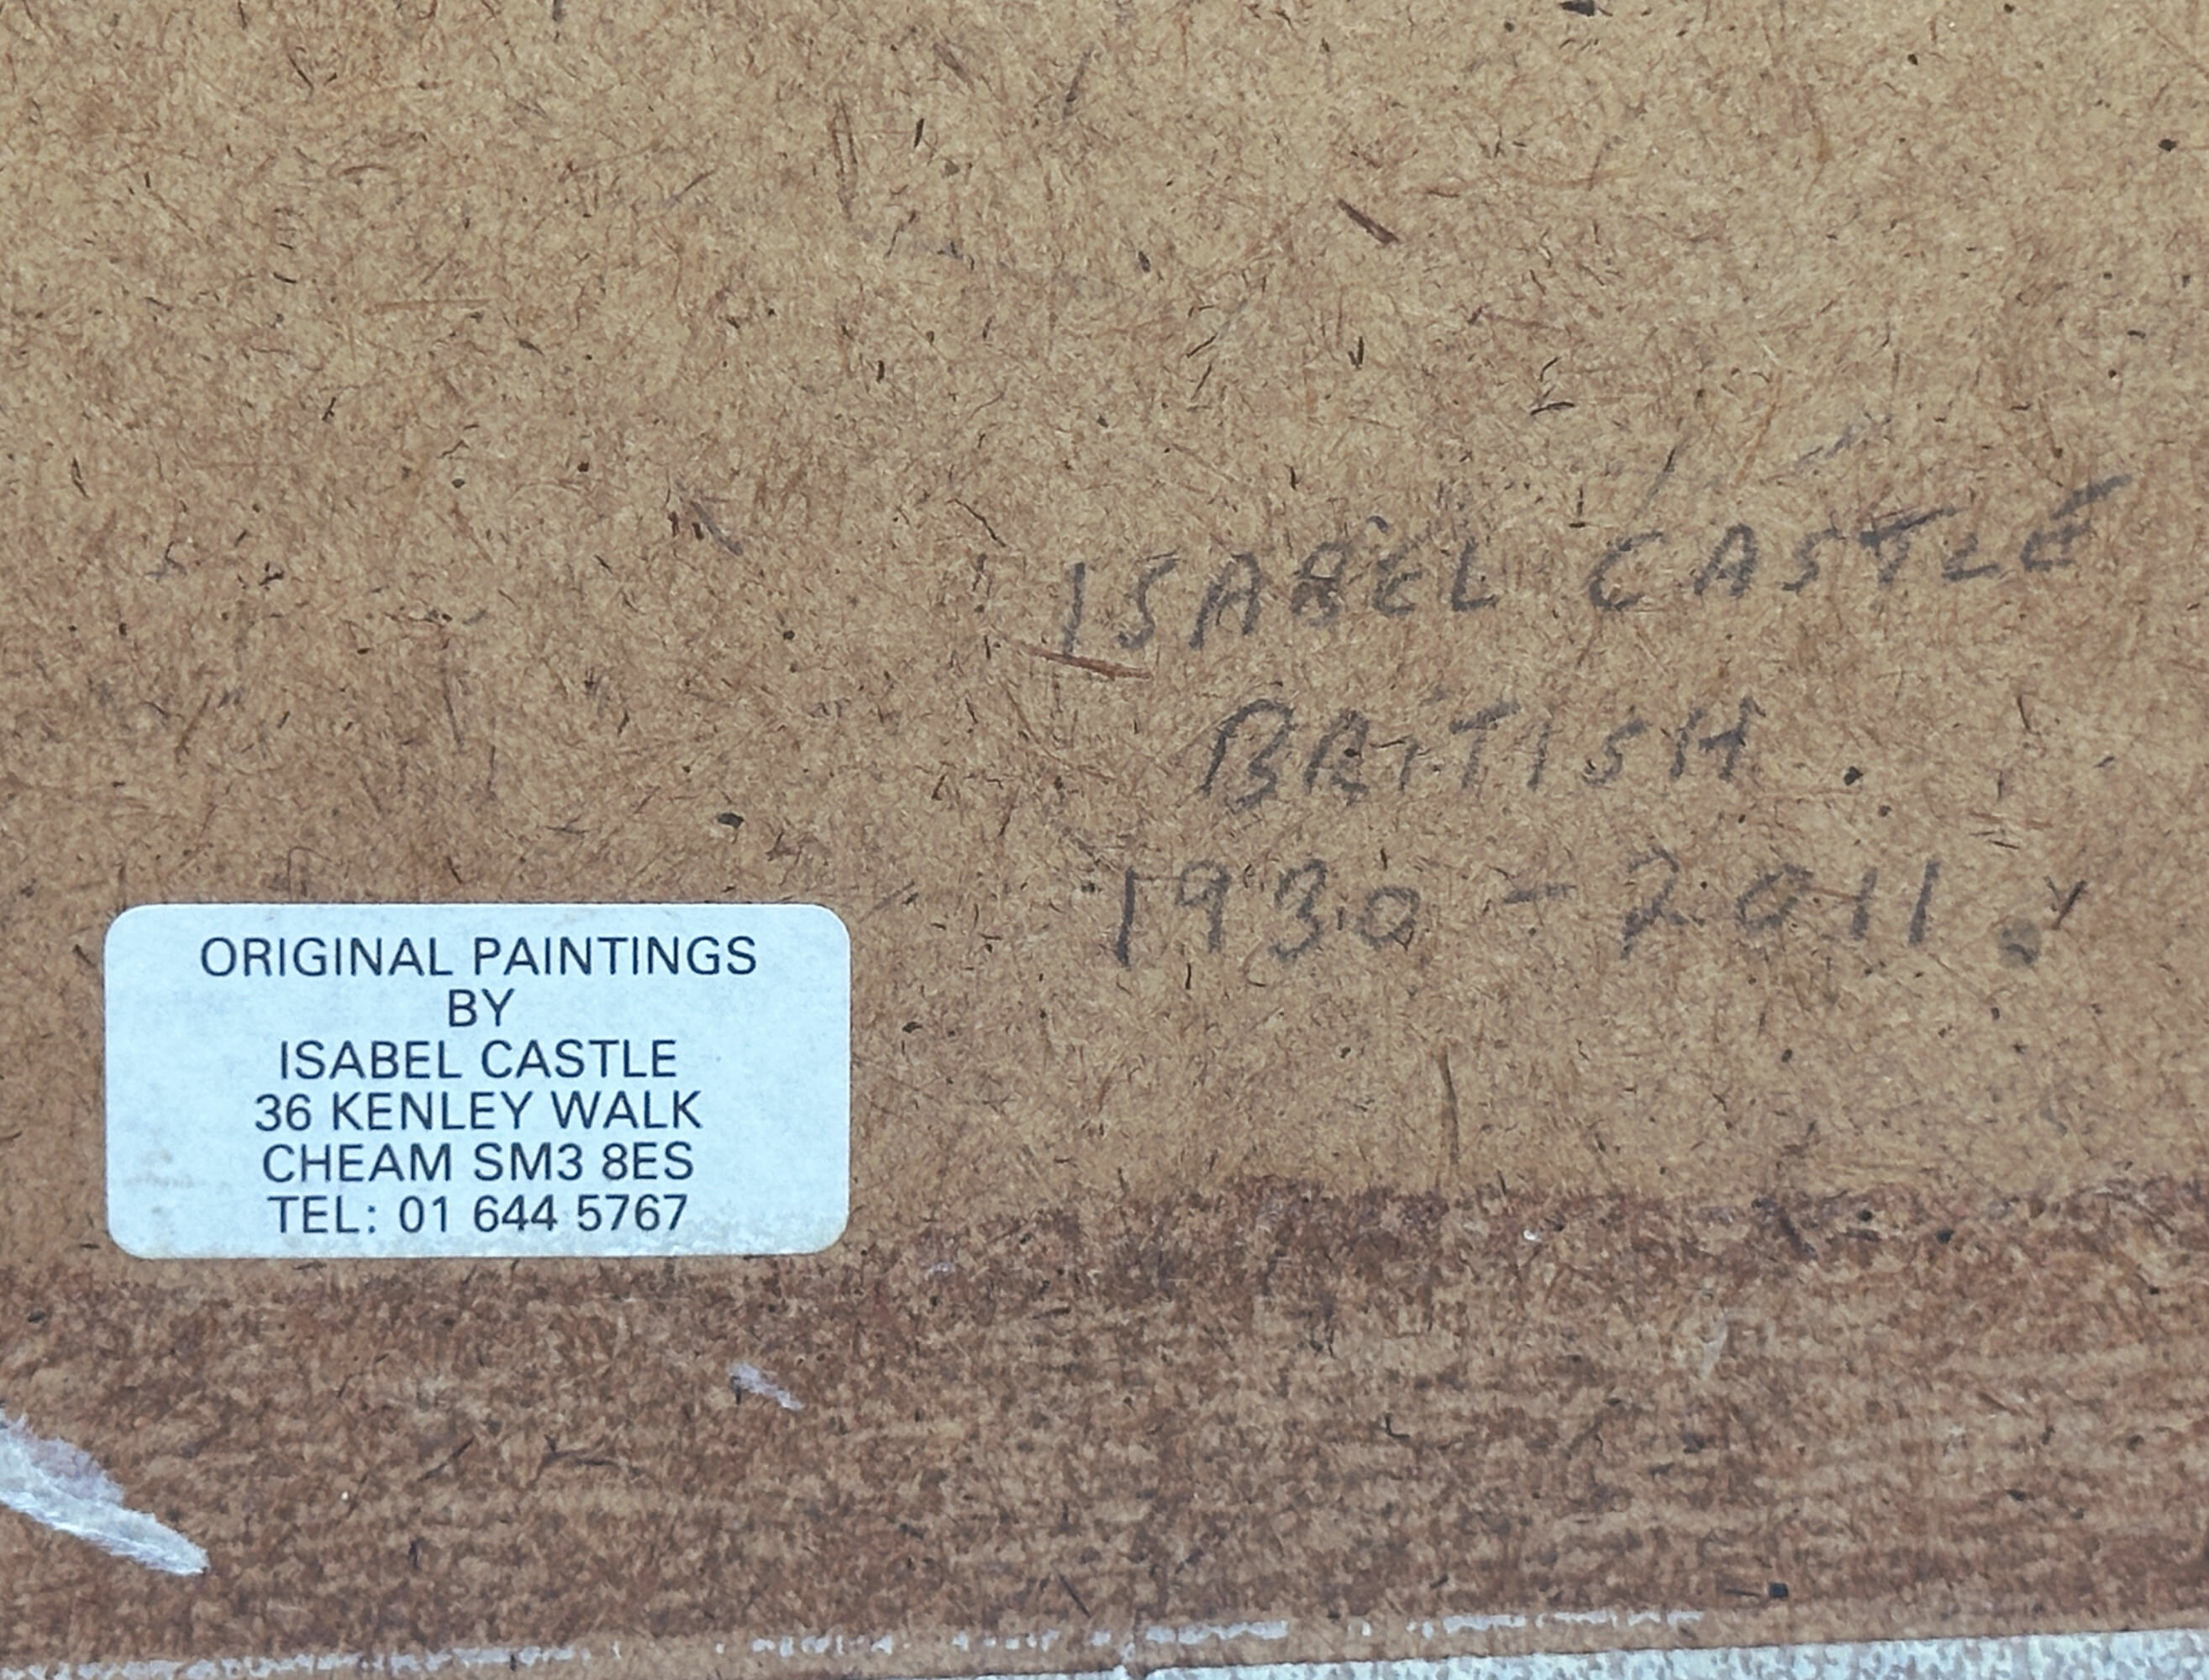 ISABEL CASTLE
BRITISH
1930 - 2011.
ORIGINAL PAINTINGS
BY
ISABEL CASTLE
36 KENLEY WALK
CHEAM SM3 8ES
TEL: 01 644 5767